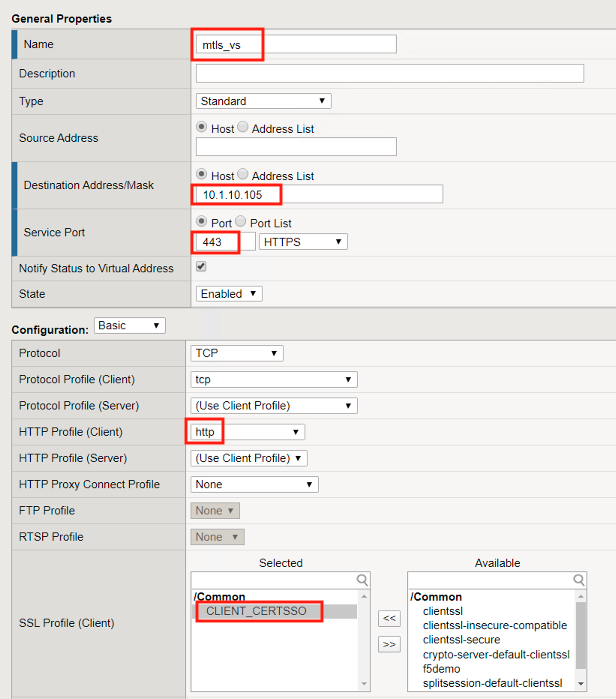 General Properties
Name mtls_vs
Description
Type Standard
Source Address Host Address List
Destination Address/Mask Host Address List
10.1.10.105
Service Port Port Port List
443 HTTPS
Notify Status to Virtual Address
State Enabled
Configuration: Basic
Protocol TCP
Protocol Profile (Client) tcp
Protocol Profile (Server) (Use Client Profile)
HTTP Profile (Client) http
HTTP Profile (Server) (Use Client Profile)
HTTP Proxy Connect Profile None
FTP Profile None
RTSP Profile None
SSL Profile (Client) Selected Available
/Common /Common
CLIENT_CERTSSO clientssl
<< clientssl-insecure-compatible
clientssl-secure
>> crypto-server-default-clientssl
f5demo
splitsession-default-clientssl